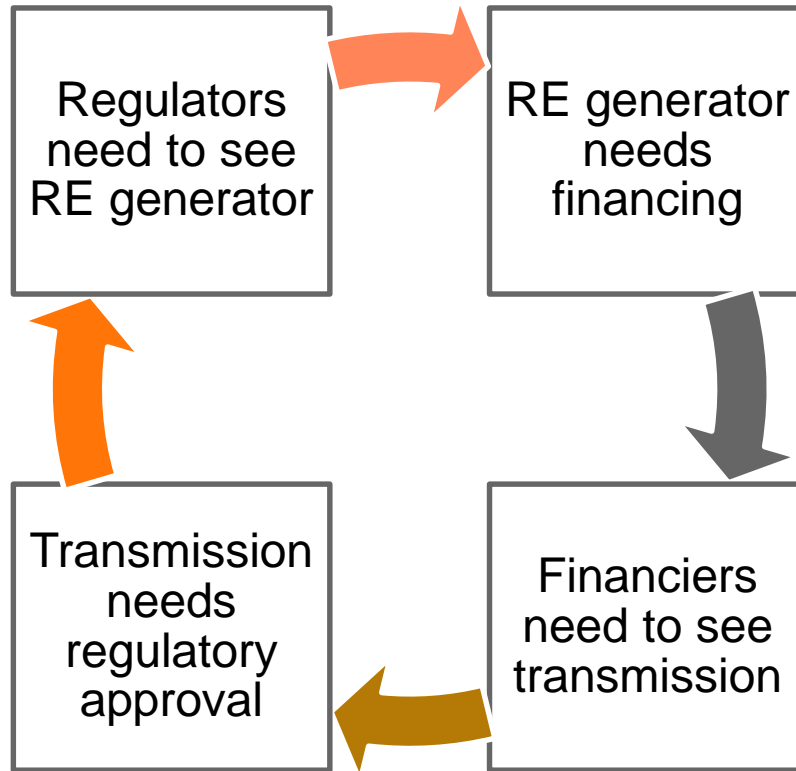 Regulators
need to see
RE generator
RE generator
needs
financing
Transmission
needs
regulatory
approval
Financiers
need to see
transmission